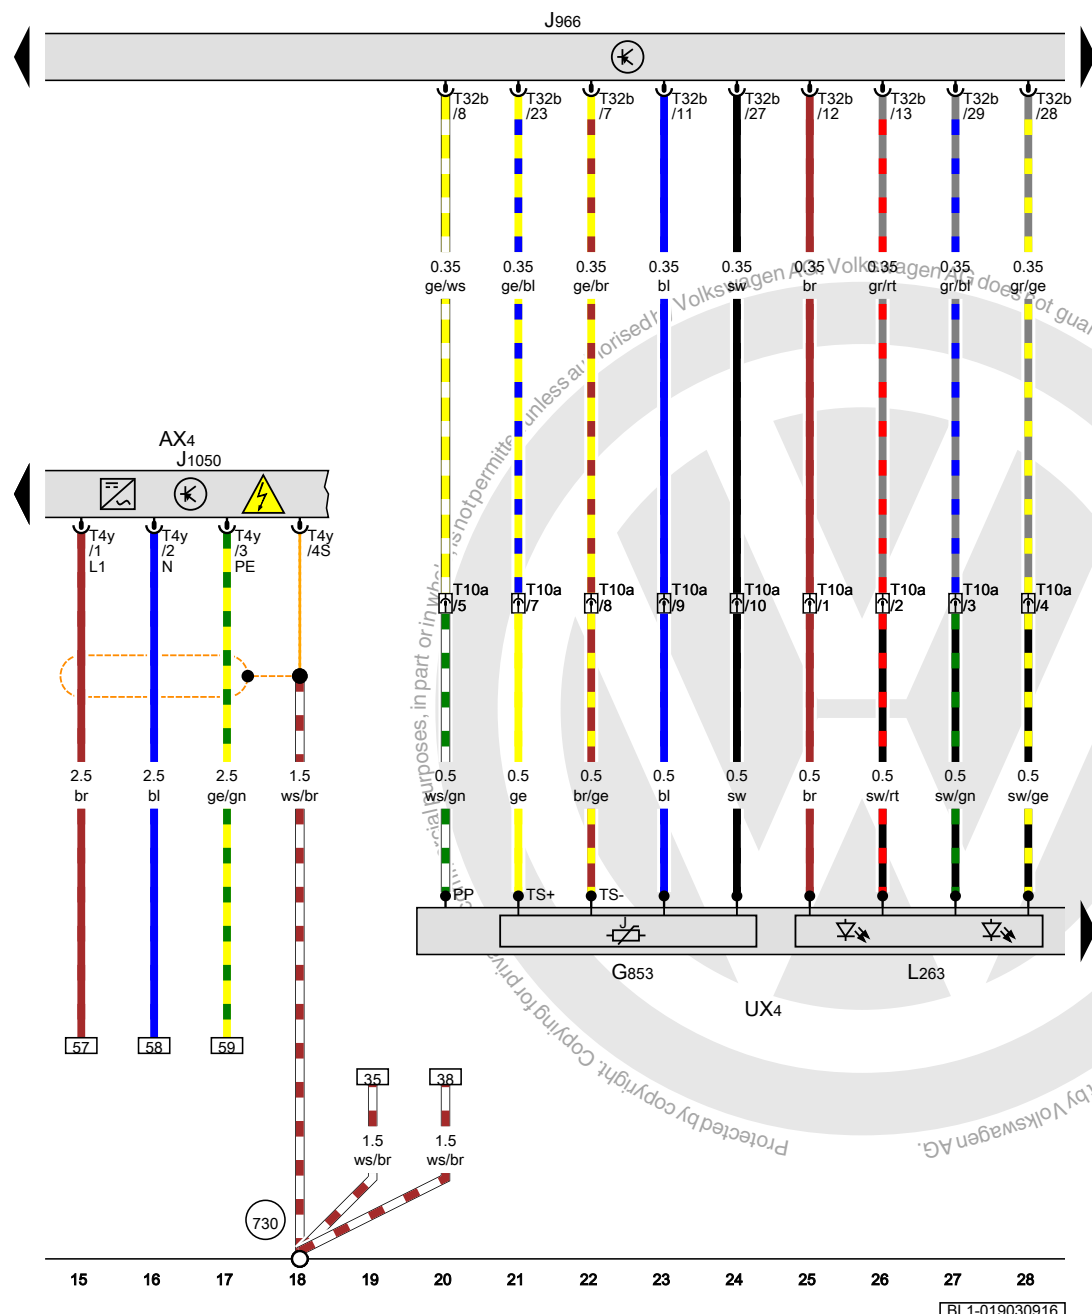 J966
T32b /8
T32b /23
T32b /7
T32b /11
T32b /27
T32b /12
T32b /13
T32b /29
T32b /28
0.35 0.35 0.35 0.35 0.35 0.35 0.35 0.35 0.35
ge/ws ge/bl ge/br bl sw br gr/rt gr/bl gr/ge
AX4
J1050
T4y /1 L1
T4y /2 N
T4y /3 PE
T4y /4S
T10a /5
T10a /7
T10a /8
T10a /9
T10a /10
T10a /1
T10a /2
T10a /3
T10a /4
2.5 2.5 2.5 1.5 0.5 0.5 0.5 0.5 0.5 0.5 0.5 0.5 0.5
br bl ge/gn ws/br ws/gn ge br/ge bl sw br sw/rt sw/gn sw/ge
PP TS+ TS-
J
G853
L263
UX4
57 58 59
35 38
1.5 1.5
ws/br ws/br
730
15 16 17 18 19 20 21 22 23 24 25 26 27 28
BL1-019030916
Protected by copyright. Copying for
purposes, in part or in
is not permitted
unless
Volkswagen AG. Volkswagen AG does not
by Volkswagen AG.